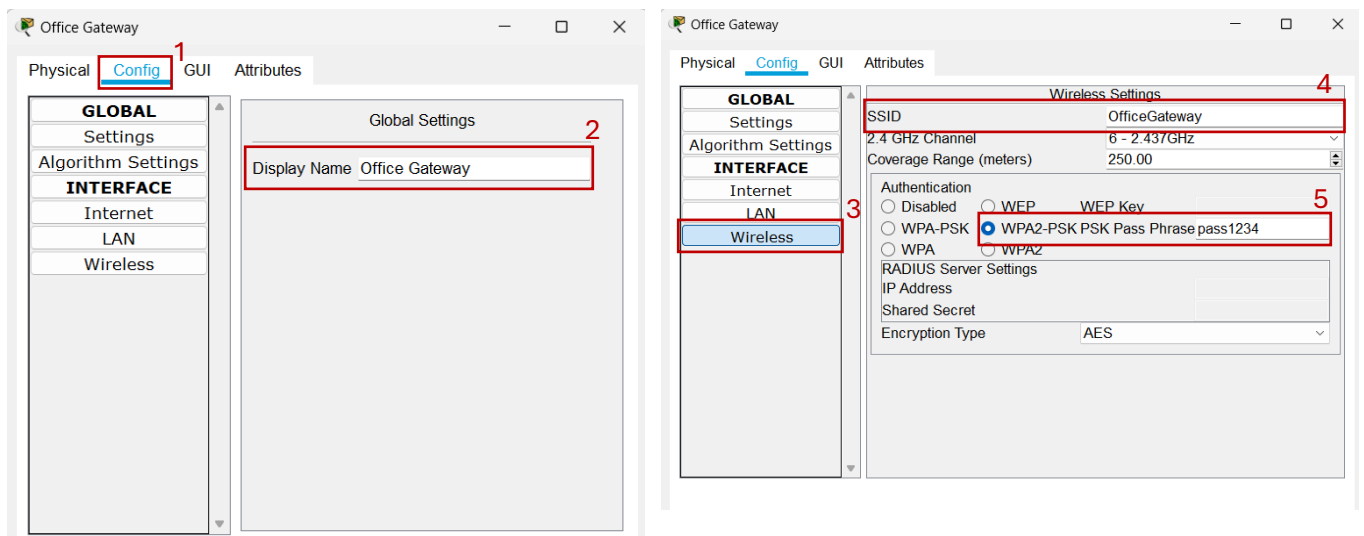 Office Gateway
1
Physical Config GUI Attributes
GLOBAL
Settings
Algorithm Settings
INTERFACE
Internet
LAN
Wireless
Global Settings
2
Display Name Office Gateway
Office Gateway
Physical Config GUI Attributes
GLOBAL
Settings
Algorithm Settings
INTERFACE
Internet
LAN
3
Wireless
Wireless Settings
4
SSID OfficeGateway
2.4 GHz Channel 6 - 2.437GHz
Coverage Range (meters) 250.00
Authentication
5
Disabled WEP WEP Key
WPA-PSK WPA2-PSK PSK Pass Phrase pass1234
WPA WPA2
RADIUS Server Settings
IP Address
Shared Secret
Encryption Type AES